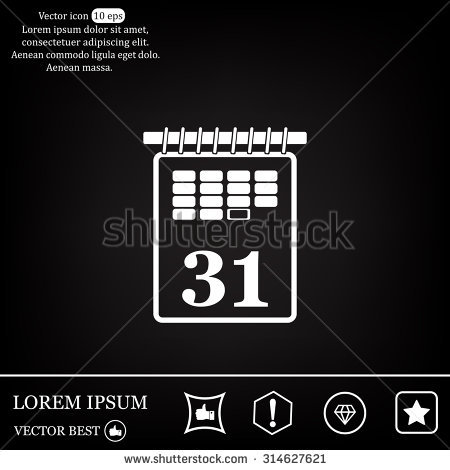 Vector icon 10 eps
Lorem ipsum dolor sit amet,
consectetuer adipiscing elit.
Aenean commodo ligula eget dolor.
Aenean massa.
31
shutterstock
LOREM IPSUM
VECTOR BEST
www.shutterstock.com · 314627621